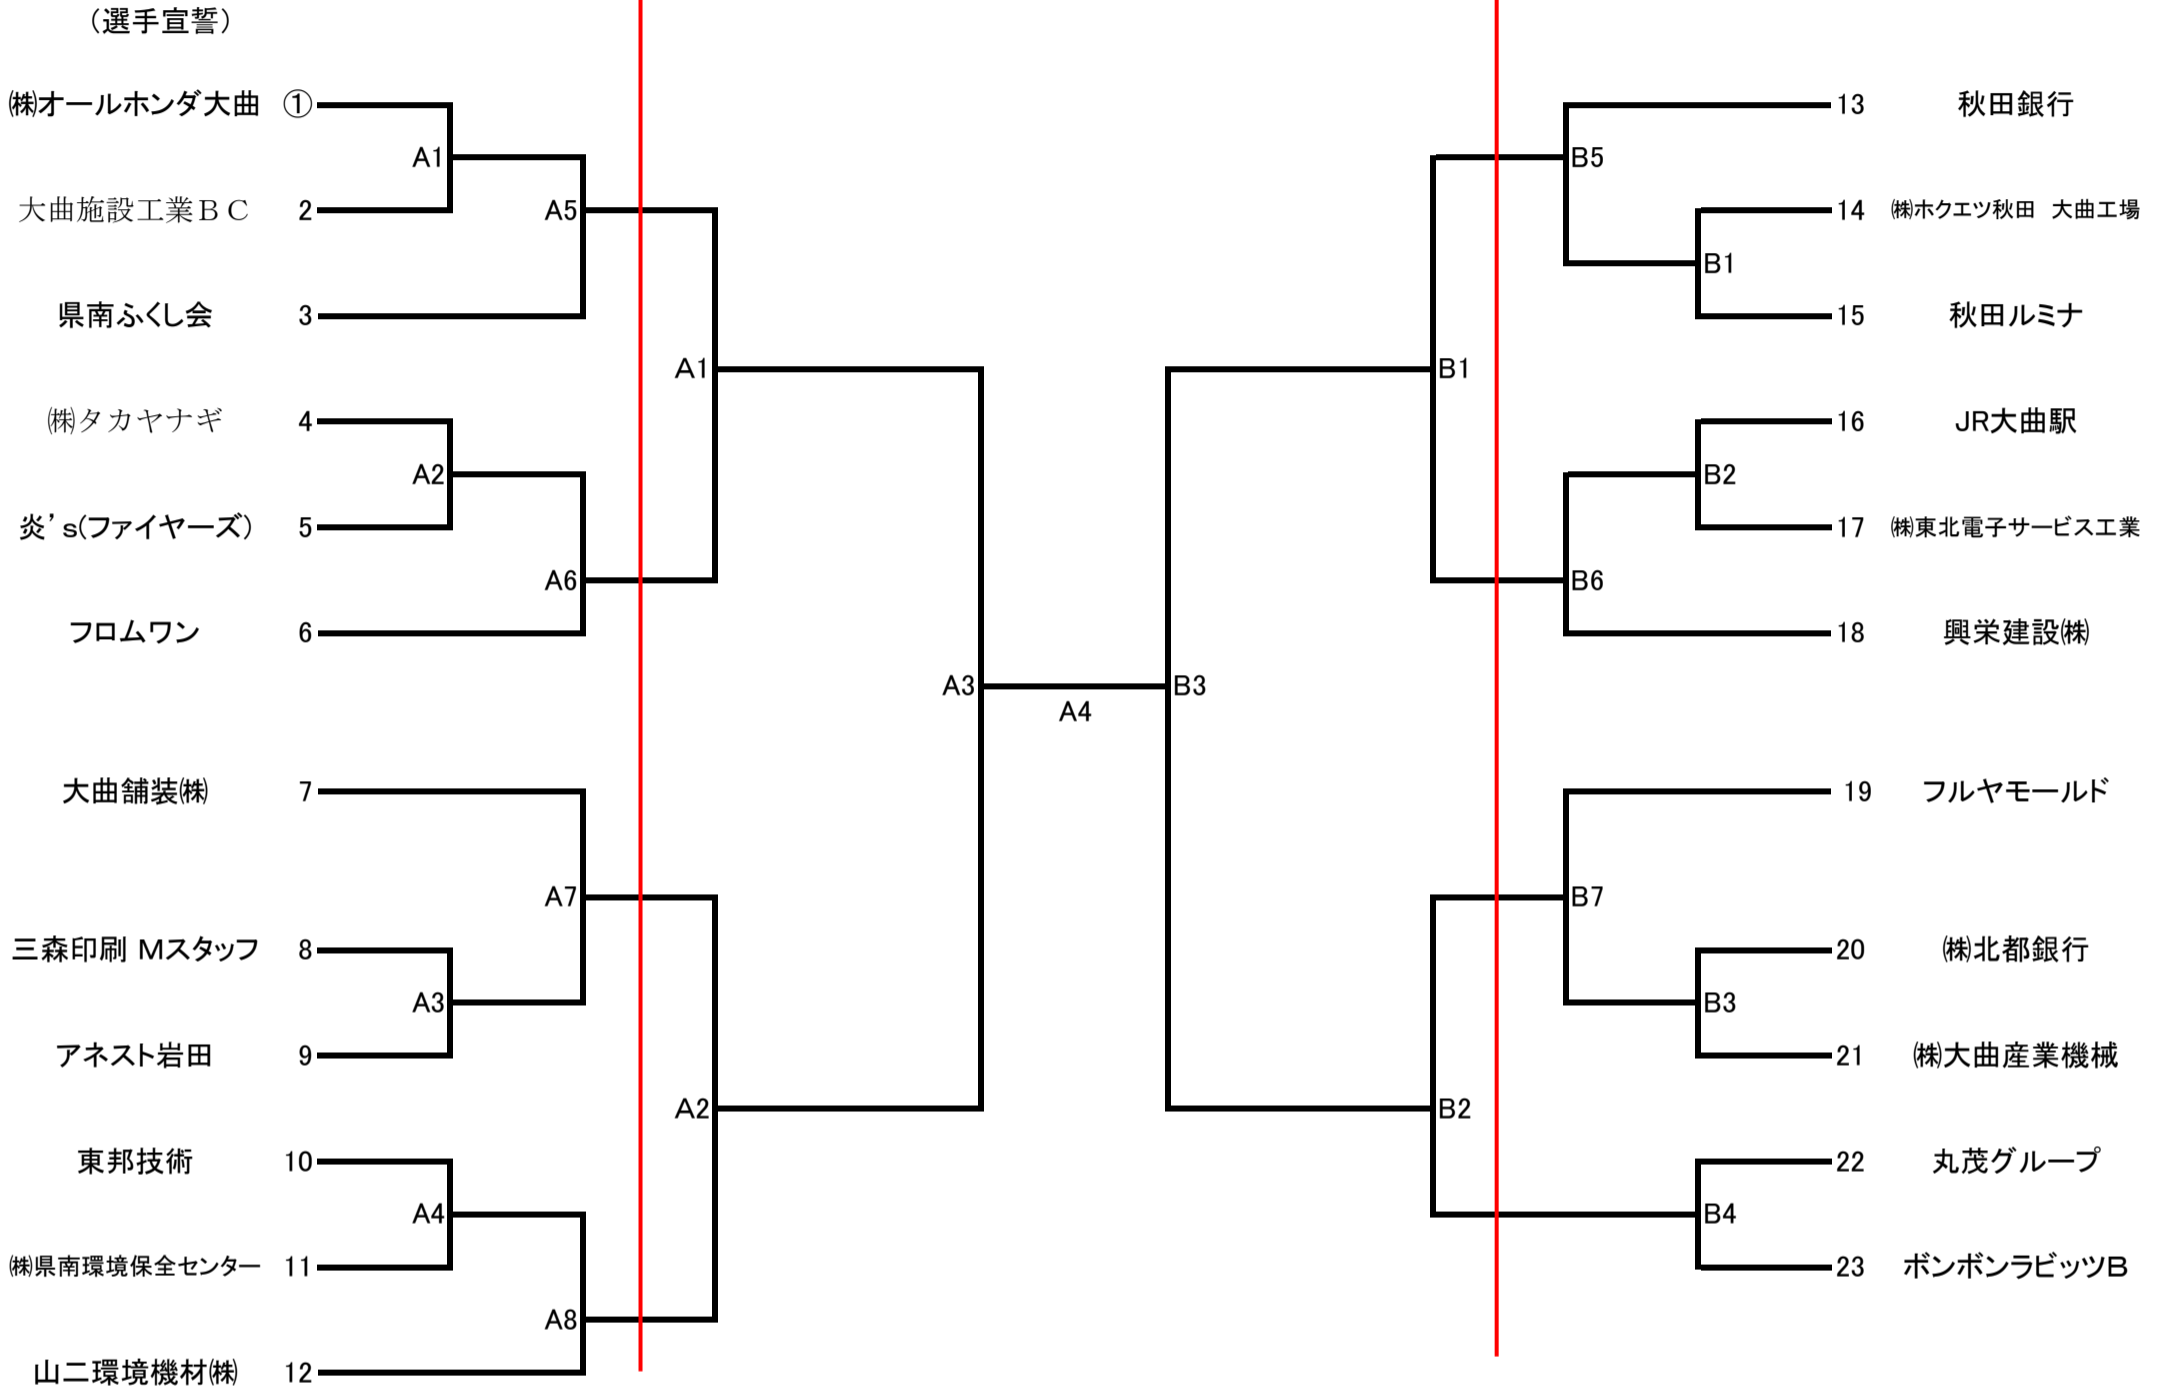 （選手宣誓）
㈱オールホンダ大曲 ①
A1
大曲施設工業ＢＣ 2
A5
県南ふくし会 3
A1
㈱タカヤナギ 4
A2
炎’s(ファイヤーズ) 5
A6
フロムワン 6
A3
A4
大曲舗装㈱ 7
A7
三森印刷 Mスタッフ 8
A3
アネスト岩田 9
A2
東邦技術 10
A4
㈱県南環境保全センター 11
A8
山二環境機材㈱ 12
13 秋田銀行
B5
14 ㈱ホクエツ秋田　大曲工場
B1
15 秋田ルミナ
B1
16 JR大曲駅
B2
17 ㈱東北電子サービス工業
B6
18 興栄建設㈱
B3
19 フルヤモールド
B7
20 ㈱北都銀行
B3
21 ㈱大曲産業機械
B2
22 丸茂グループ
B4
23 ボンボンラビッツB